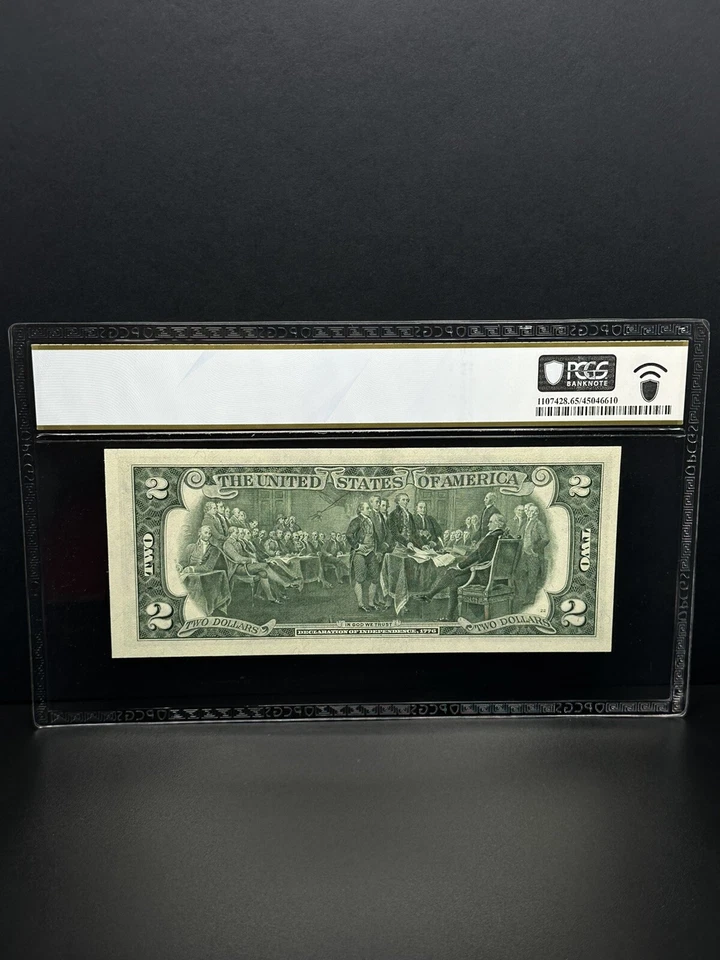 PCGS
BANKNOTE
1107428.65/45046610
THE UNITED STATES OF AMERICA
2 2
TWO TWO
2 2
TWO DOLLARS TWO DOLLARS
IN GOD WE TRUST
DECLARATION OF INDEPENDENCE, 1776